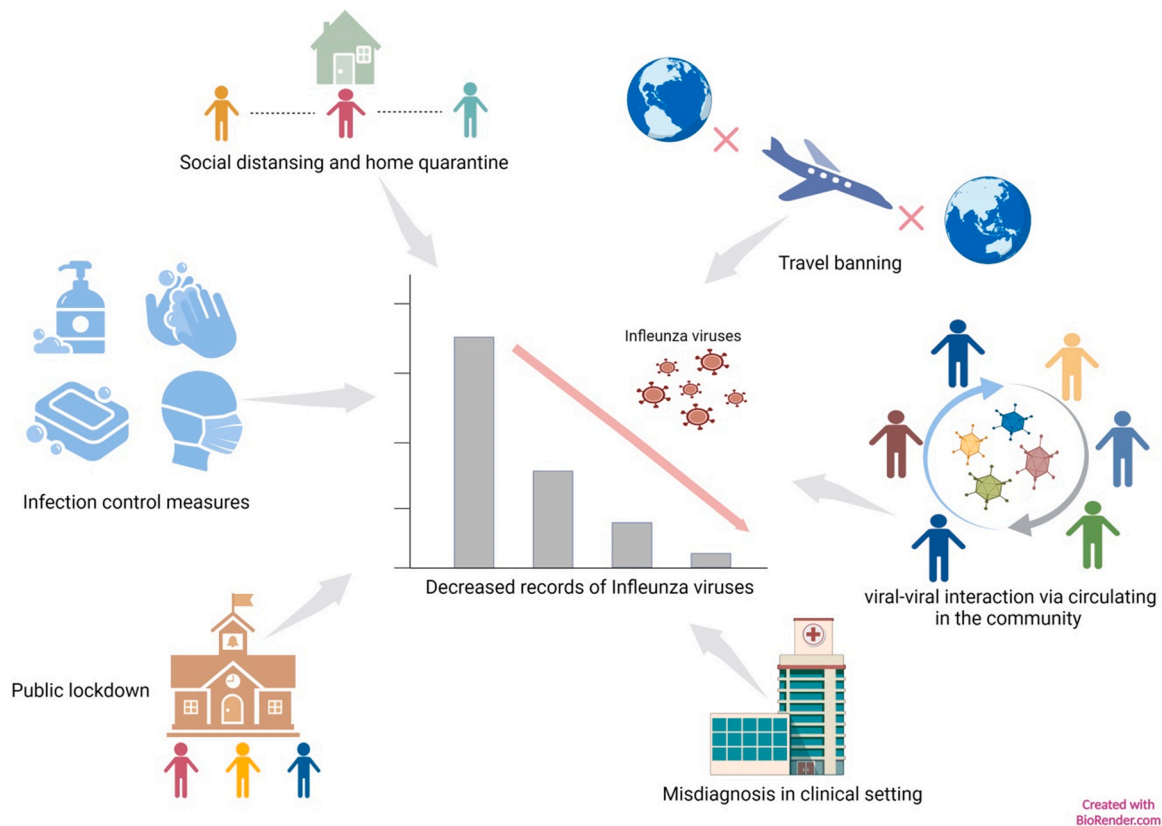 Social distansing and home quarantine
Travel banning
Infleunza viruses
Infection control measures
Decreased records of Infleunza viruses
viral-viral interaction via circulating
in the community
Public lockdown
Misdiagnosis in clinical setting
Created with
BioRender.com